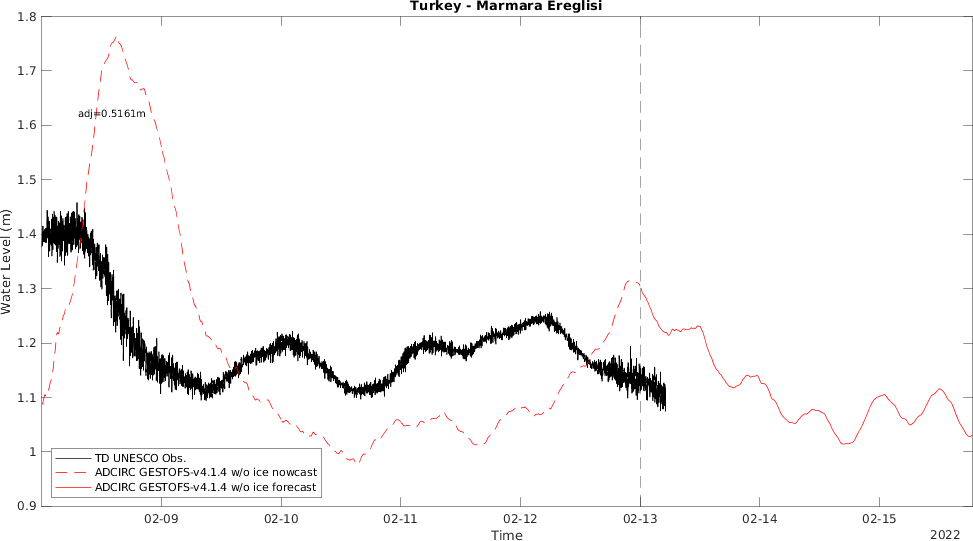 Turkey - Marmara Ereglisi
1.8
1.7
1.6
1.5
1.4
1.3
1.2
1.1
1
0.9
Water Level (m)
adj=0.5161m
TD UNESCO Obs.
ADCIRC GESTOFS-v4.1.4 w/o ice nowcast
ADCIRC GESTOFS-v4.1.4 w/o ice forecast
02-09 02-10 02-11 02-12 02-13 02-14 02-15
Time
2022